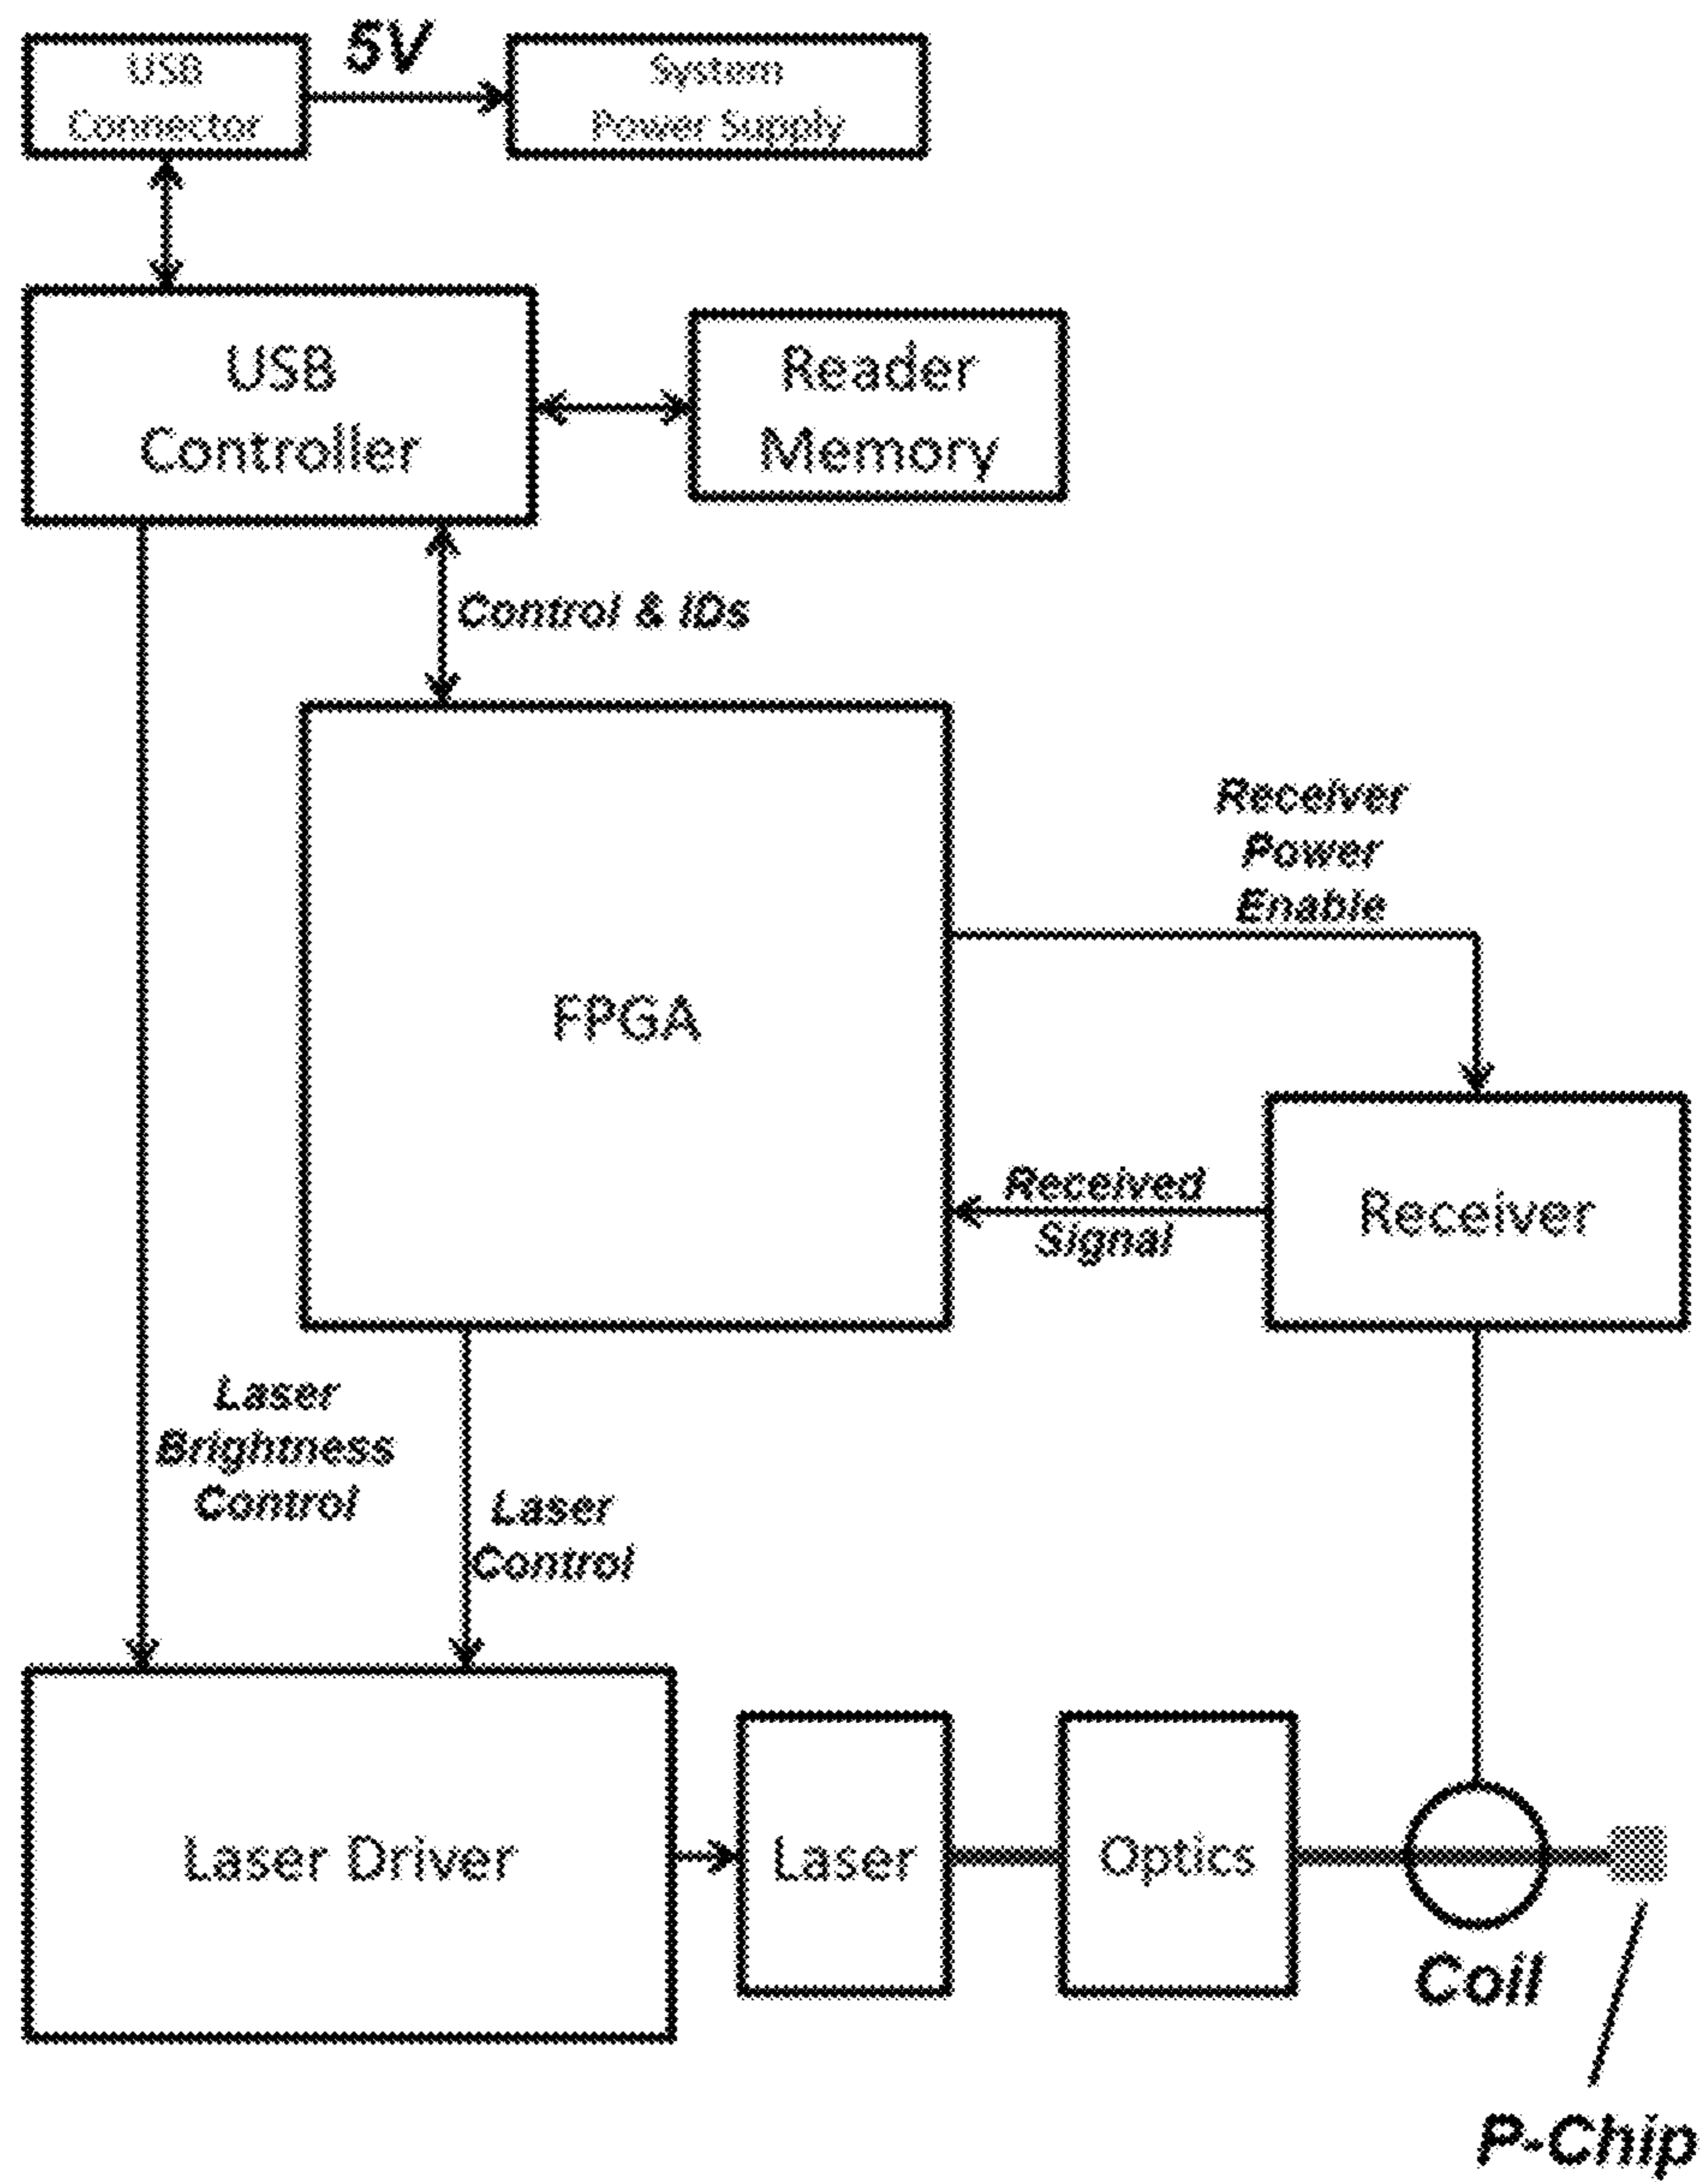 USB
Connector
5V
System
Power Supply
USB
Controller
Reader
Memory
Control & IDs
FPGA
Receiver
Power
Enable
Received
Signal
Receiver
Laser
Brightness
Control
Laser
Control
Laser Driver
Laser
Optics
Coil
P-Chip